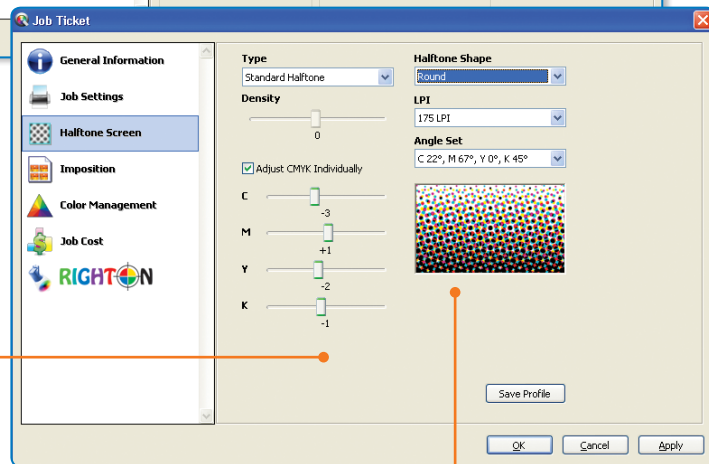 Job Ticket
General Information
Job Settings
Halftone Screen
Imposition
Color Management
Job Cost
RIGHTON
Type
Standard Halftone
Density
0
Adjust CMYK Individually
C
-3
M
+1
Y
-2
K
-1
Halftone Shape
Round
LPI
175 LPI
Angle Set
C 22°, M 67°, Y 0°, K 45°
Save Profile
OK Cancel Apply